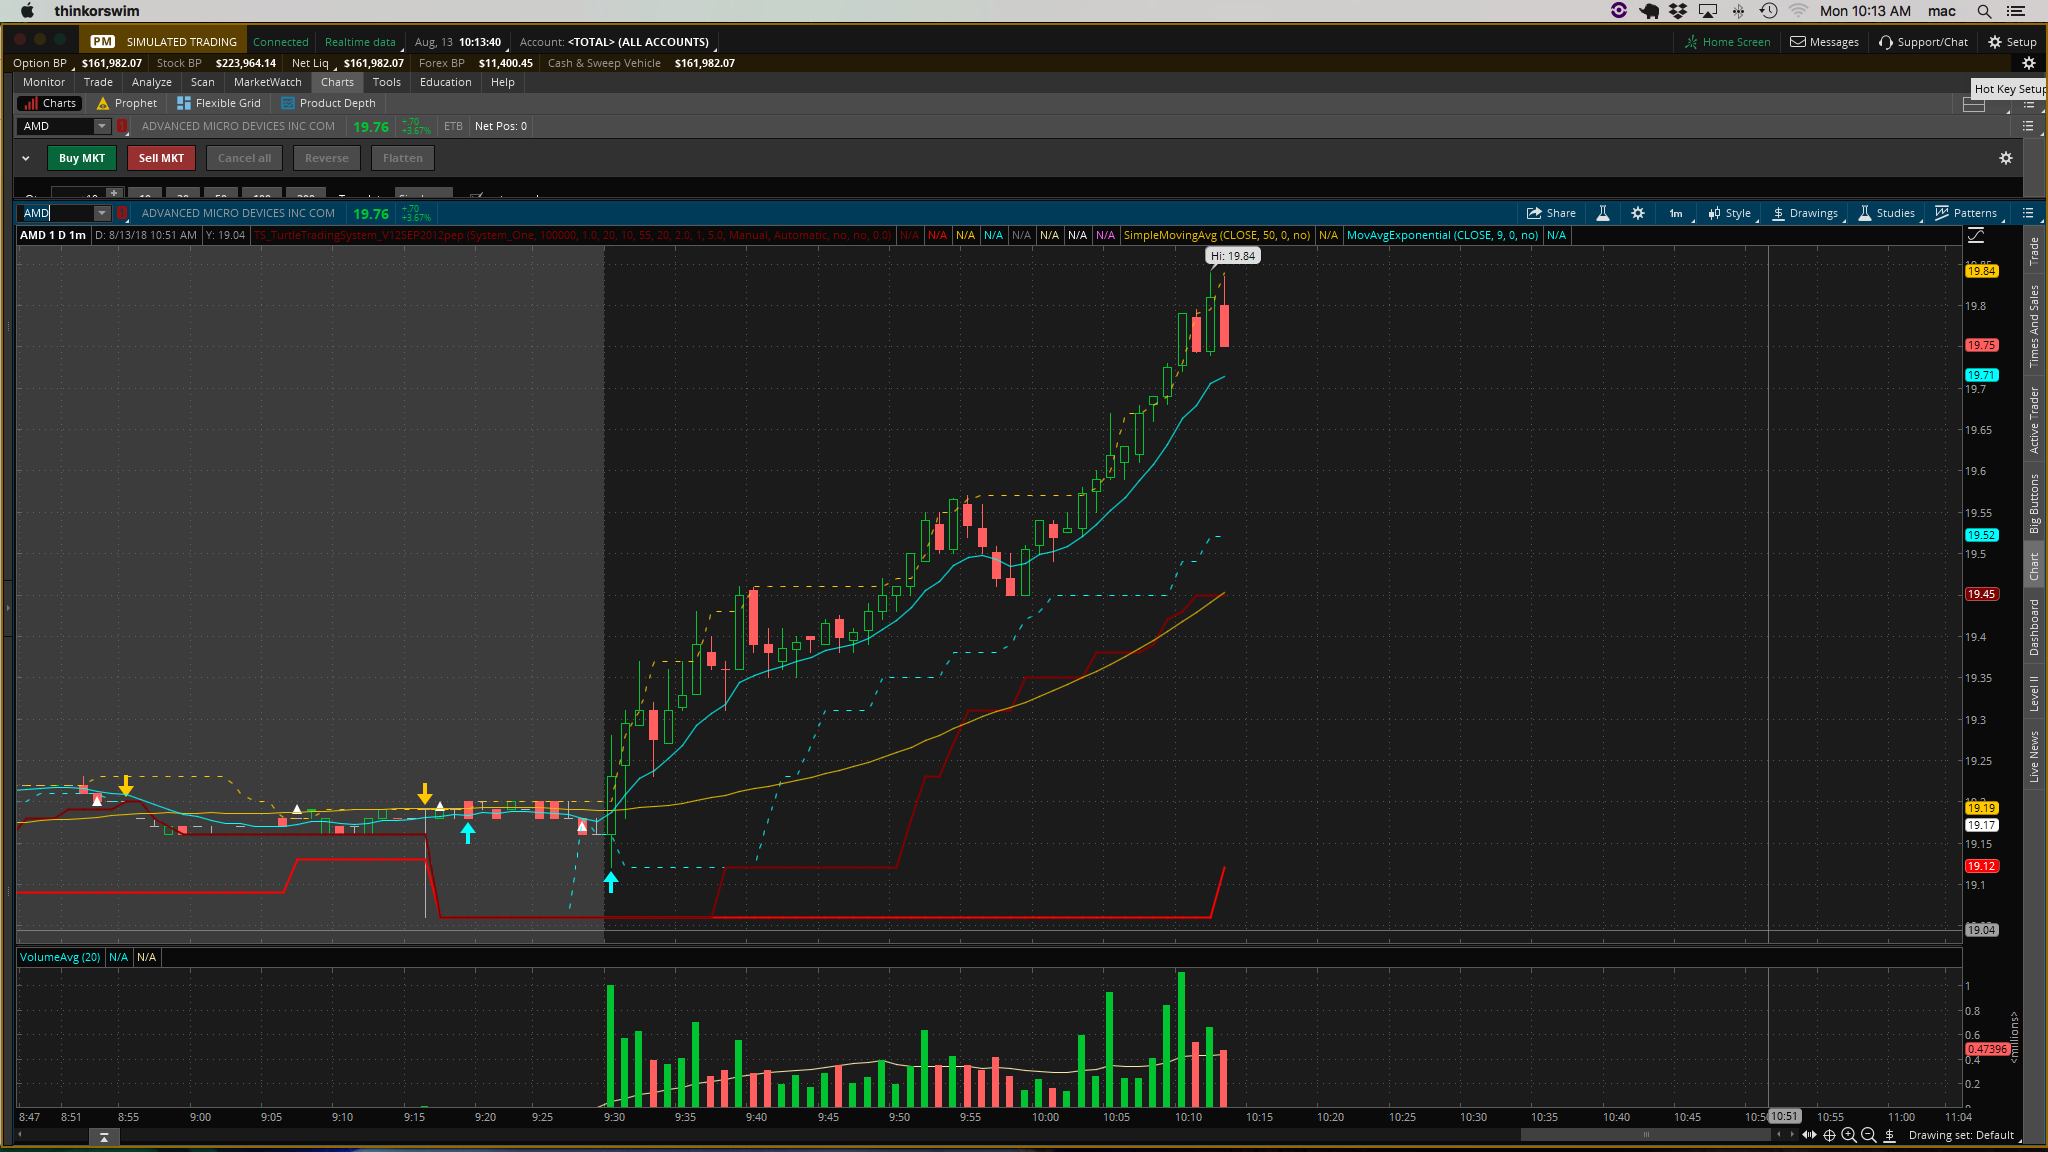 thinkorswim Mon 10:13 AM mac
PM SIMULATED TRADING Connected Realtime data Aug, 13 10:13:40 Account: <TOTAL> (ALL ACCOUNTS) Home Screen Messages Support/Chat Setup
Option BP $161,982.07 Stock BP $223,964.14 Net Liq $161,982.07 Forex BP $11,400.45 Cash & Sweep Vehicle $161,982.07
Monitor Trade Analyze Scan MarketWatch Charts Tools Education Help
Hot Key Setup
Charts Prophet Flexible Grid Product Depth
AMD 1 ADVANCED MICRO DEVICES INC COM 19.76 +.70 +3.67% ETB Net Pos: 0
Buy MKT Sell MKT Cancel all Reverse Flatten
AMD 1 ADVANCED MICRO DEVICES INC COM 19.76 +.70 +3.67% Share 1m Style Drawings Studies Patterns
AMD 1 D 1m D: 8/13/18 10:51 AM Y: 19.04 TS_TurtleTradingSystem_V12SEP2012pep (System_One, 100000, 1.0, 20, 10, 55, 20, 2.0, 1, 5.0, Manual, Automatic, no, no, 0.0) N/A N/A N/A N/A N/A N/A N/A N/A SimpleMovingAvg (CLOSE, 50, 0, no) N/A MovAvgExponential (CLOSE, 9, 0, no) N/A
Hi: 19.84
19.84
19.8
19.75
19.71
19.7
19.65
19.6
19.55
19.52
19.5
19.45
19.4
19.35
19.3
19.25
19.19
19.17
19.15
19.12
19.1
19.04
Trade
Times And Sales
Active Trader
Big Buttons
Chart
Dashboard
Level II
Live News
VolumeAvg (20) N/A N/A
1
0.8
0.6
0.47396
0.4
0.2
<millions>
8:47 8:51 8:55 9:00 9:05 9:10 9:15 9:20 9:25 9:30 9:35 9:40 9:45 9:50 9:55 10:00 10:05 10:10 10:15 10:20 10:25 10:30 10:35 10:40 10:45 10:51 10:55 11:00 11:04
Drawing set: Default